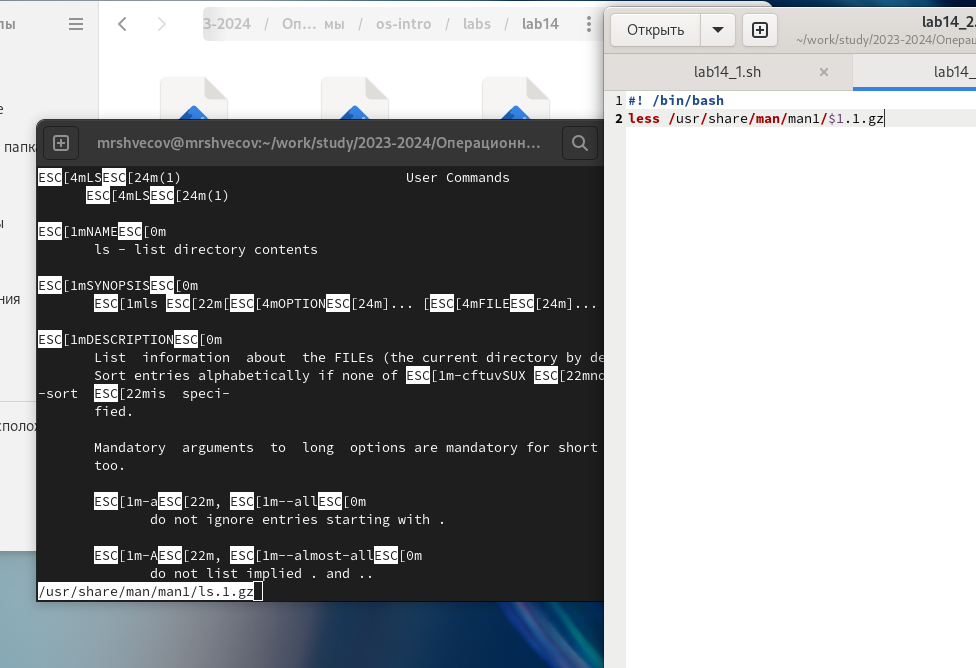 лы
3-2024 / Оп… мы / os-intro / labs / lab14
Открыть
lab14_2.
~/work/study/2023-2024/Операц
lab14_1.sh ×
lab14_
1 #! /bin/bash
2 less /usr/share/man/man1/$1.1.gz
е
папка
ы
ния
сполож
mrshvecov@mrshvecov:~/work/study/2023-2024/Операционн…
ESC[4mLSESC[24m(1) User Commands
ESC[4mLSESC[24m(1)
ESC[1mNAMEESC[0m
ls - list directory contents
ESC[1mSYNOPSISESC[0m
ESC[1mls ESC[22m[ESC[4mOPTIONESC[24m]... [ESC[4mFILEESC[24m]...
ESC[1mDESCRIPTIONESC[0m
List information about the FILEs (the current directory by de
Sort entries alphabetically if none of ESC[1m-cftuvSUX ESC[22mno
-sort ESC[22mis speci-
fied.
Mandatory arguments to long options are mandatory for short
too.
ESC[1m-aESC[22m, ESC[1m--allESC[0m
do not ignore entries starting with .
ESC[1m-AESC[22m, ESC[1m--almost-allESC[0m
do not list implied . and ..
/usr/share/man/man1/ls.1.gz